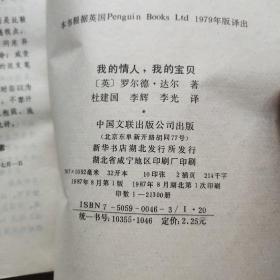 本书根据英国Penguin Books Ltd 1979年版译出
我的情人，我的宝贝
〔英〕罗尔德·达尔 著
杜建国 李辉 李光 译
中国文联出版公司出版
（北京东单新开路胡同77号）
新华书店湖北发行所发行
湖北省咸宁地区印刷厂印刷
787×1092毫米 32开本 10印张 2插页 214千字
1987年8月第1版 1987年8月湖北第1次印刷
印数 1—21300册
ISBN 7-5059-0046-3/I·20
统一书号：10355·1046 定价：2.25元